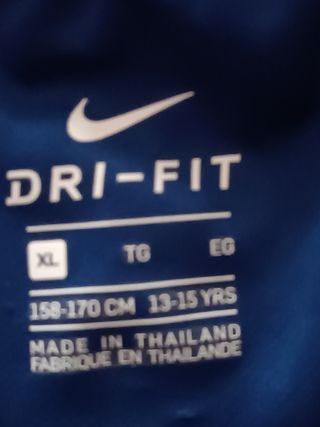 DRI-FIT
XL TG EG
158-170 CM 13-15 YRS
MADE IN THAILAND
FABRIQUE EN THAILANDE